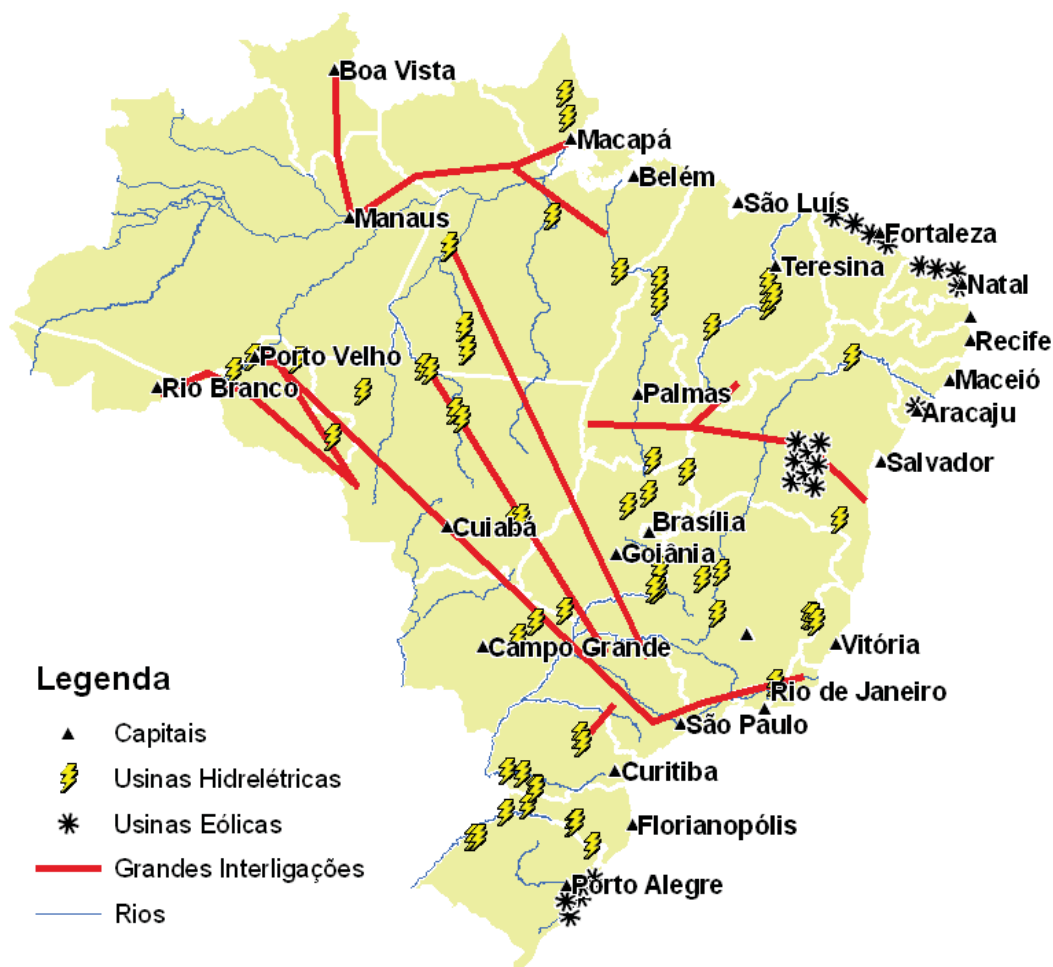 Boa Vista
Macapá
Belém
São Luís
Manaus
Fortaleza
Teresina
Natal
Recife
Porto Velho
Rio Branco
Palmas
Maceió
Aracaju
Salvador
Cuiabá
Brasília
Goiânia
Campo Grande
Vitória
Rio de Janeiro
São Paulo
Curitiba
Florianopólis
Porto Alegre
Legenda
Capitais
Usinas Hidrelétricas
Usinas Eólicas
Grandes Interligações
Rios